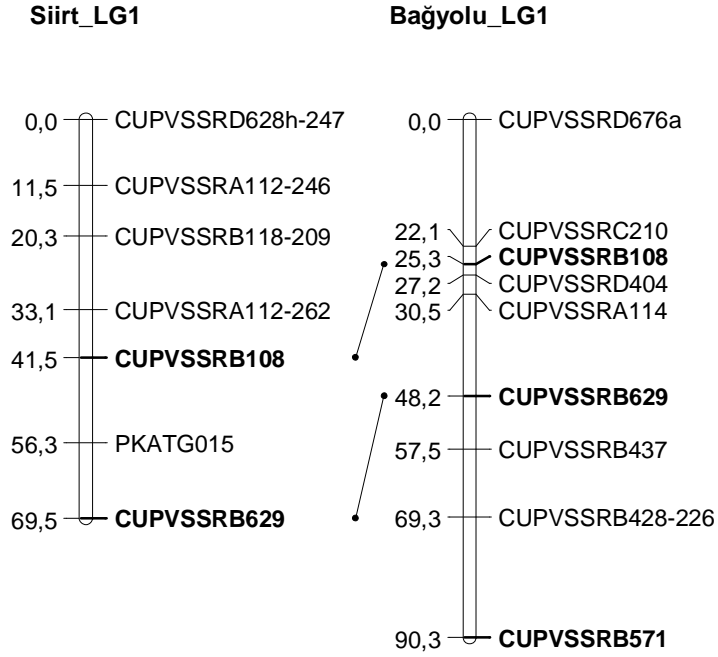 Siirt_LG1
0,0 CUPVSSRD628h-247
11,5 CUPVSSRA112-246
20,3 CUPVSSRB118-209
33,1 CUPVSSRA112-262
41,5 CUPVSSRB108
56,3 PKATG015
69,5 CUPVSSRB629
Bağyolu_LG1
0,0 CUPVSSRD676a
22,1 CUPVSSRC210
25,3 CUPVSSRB108
27,2 CUPVSSRD404
30,5 CUPVSSRA114
48,2 CUPVSSRB629
57,5 CUPVSSRB437
69,3 CUPVSSRB428-226
90,3 CUPVSSRB571